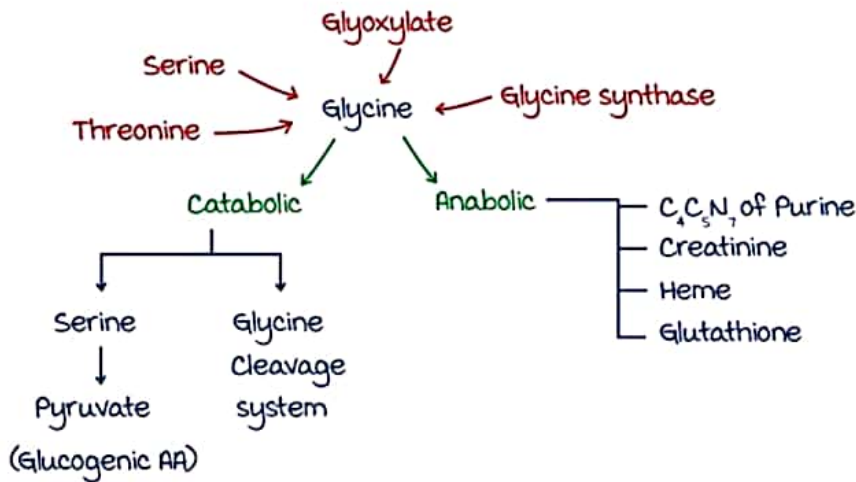 Glyoxylate
Serine
Glycine
Glycine synthase
Threonine
Catabolic
Anabolic
C₄C₅N₇ of Purine
Creatinine
Heme
Glutathione
Serine
Glycine
Cleavage
system
Pyruvate
(Glucogenic AA)